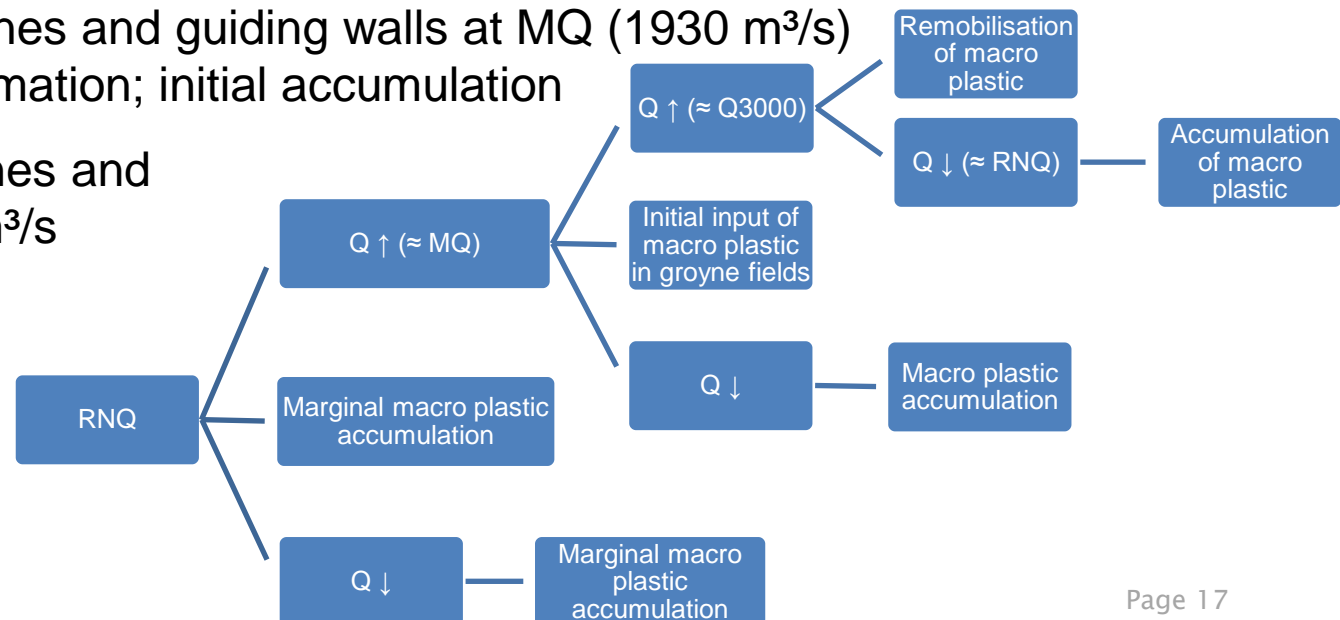 nes and guiding walls at MQ (1930 m³/s)
mation; initial accumulation
nes and
m³/s
RNQ
Q ↑ (≈ MQ)
Marginal macro plastic
accumulation
Q ↓
Marginal macro
plastic
accumulation
Q ↑ (≈ Q3000)
Initial input of
macro plastic
in groyne fields
Q ↓
Macro plastic
accumulation
Remobilisation
of macro
plastic
Q ↓ (≈ RNQ)
Accumulation
of macro
plastic
Page 17